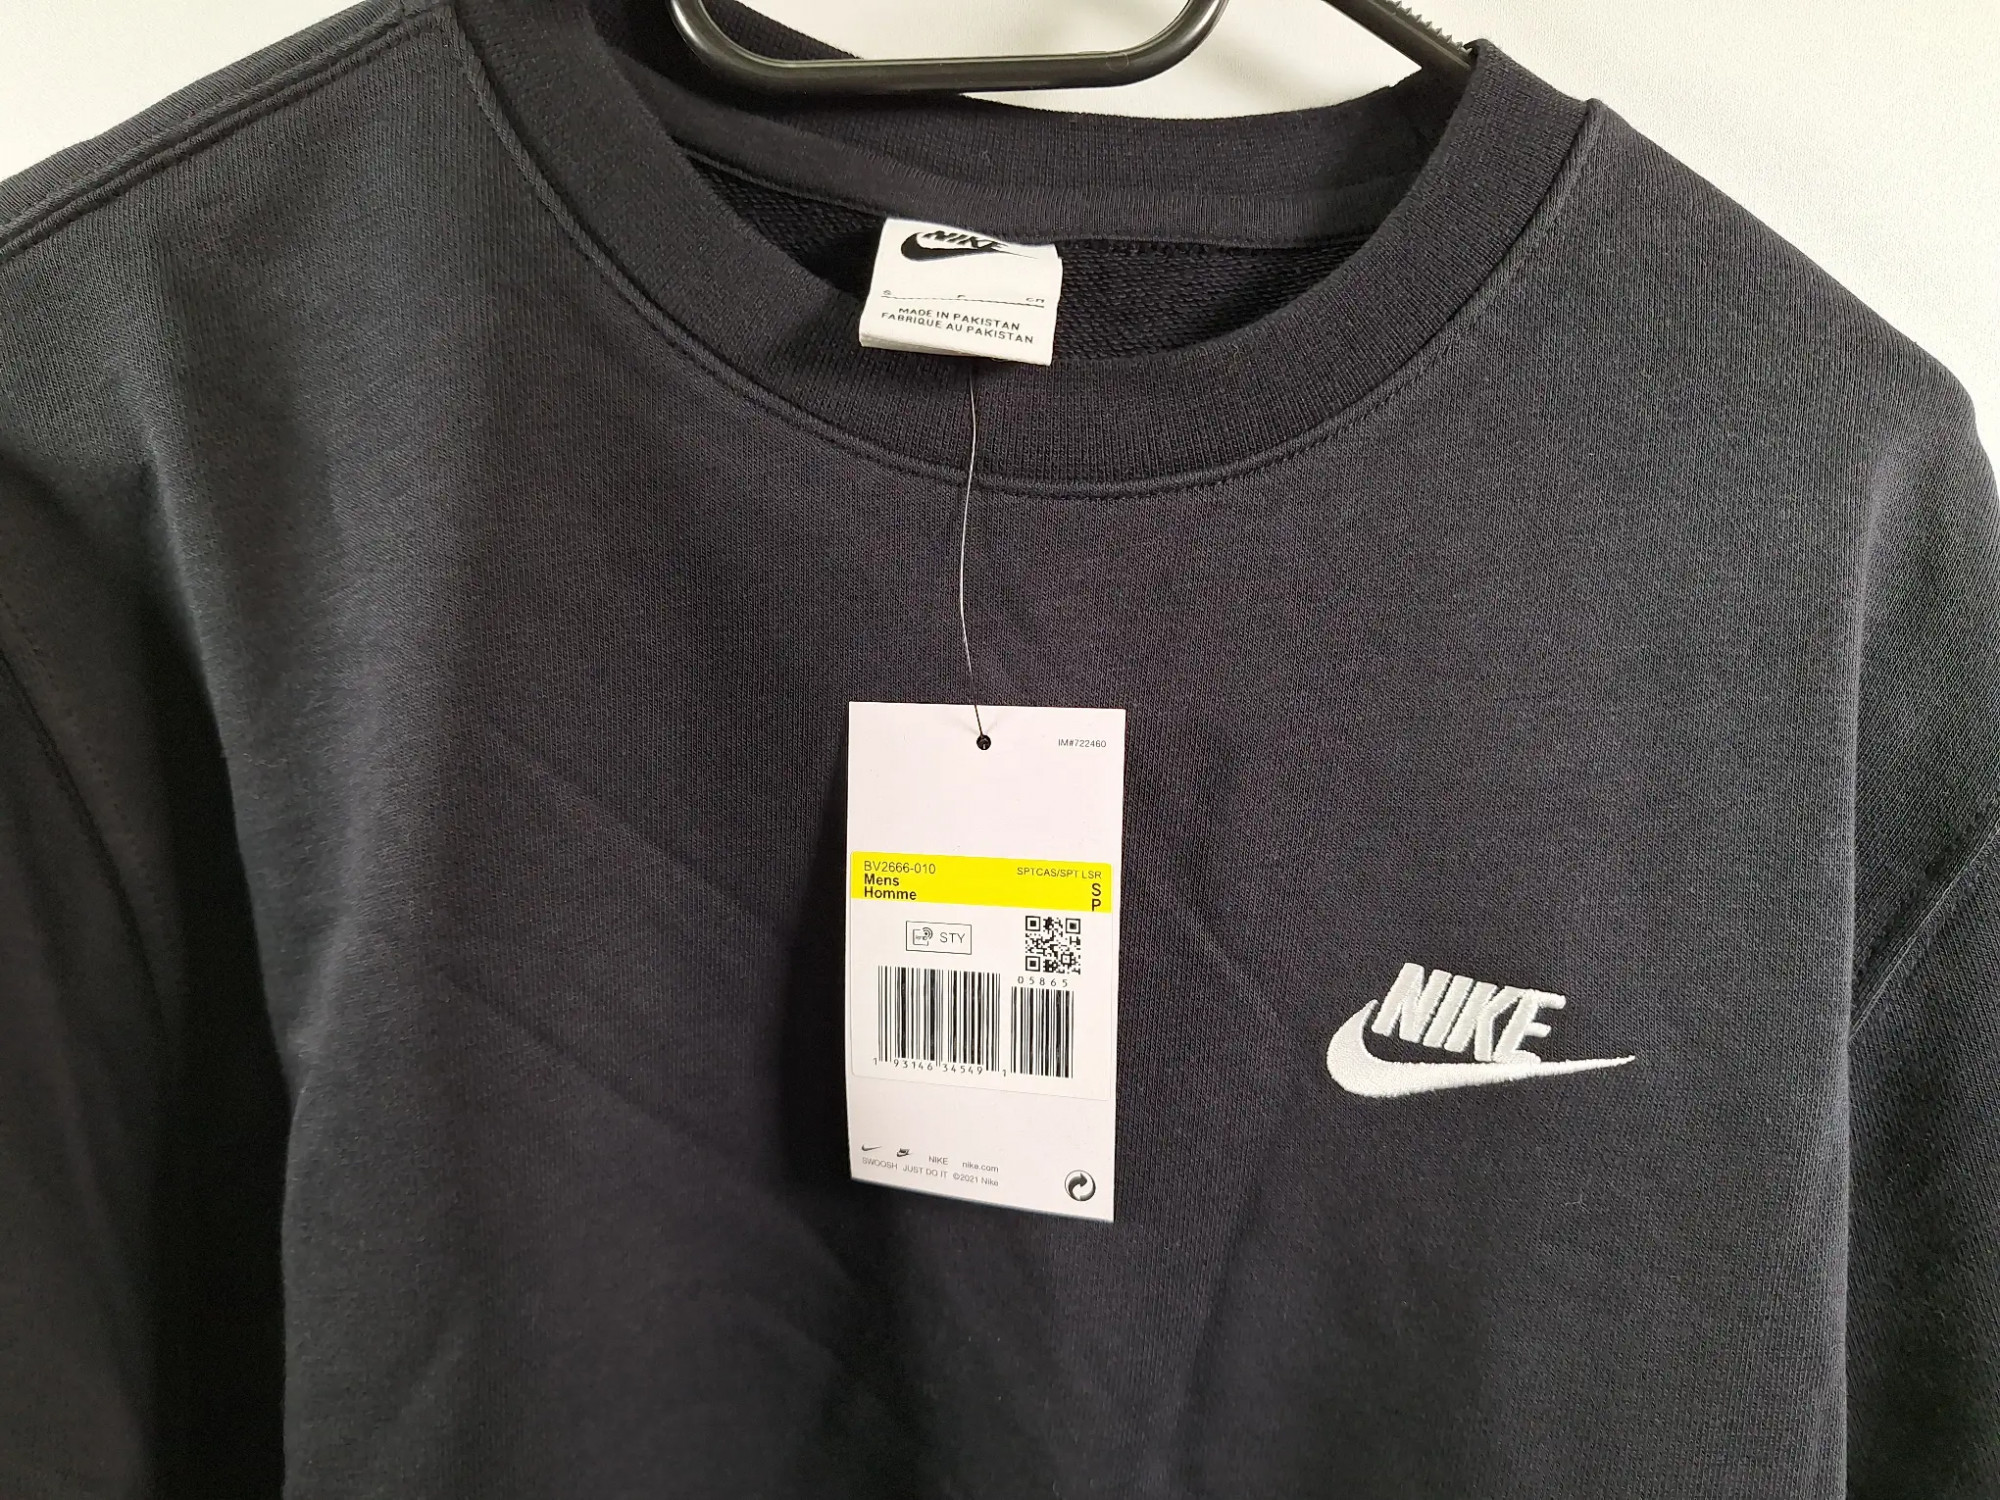 NIKE
S P CH
MADE IN PAKISTAN
FABRIQUE AU PAKISTAN
IM#722460
BV2666-010 SPTCAS/SPT LSR
Mens S
Homme P
STY
05865
1 93146 34549 1
NIKE nike.com
SWOOSH JUST DO IT ©2021 Nike
NIKE